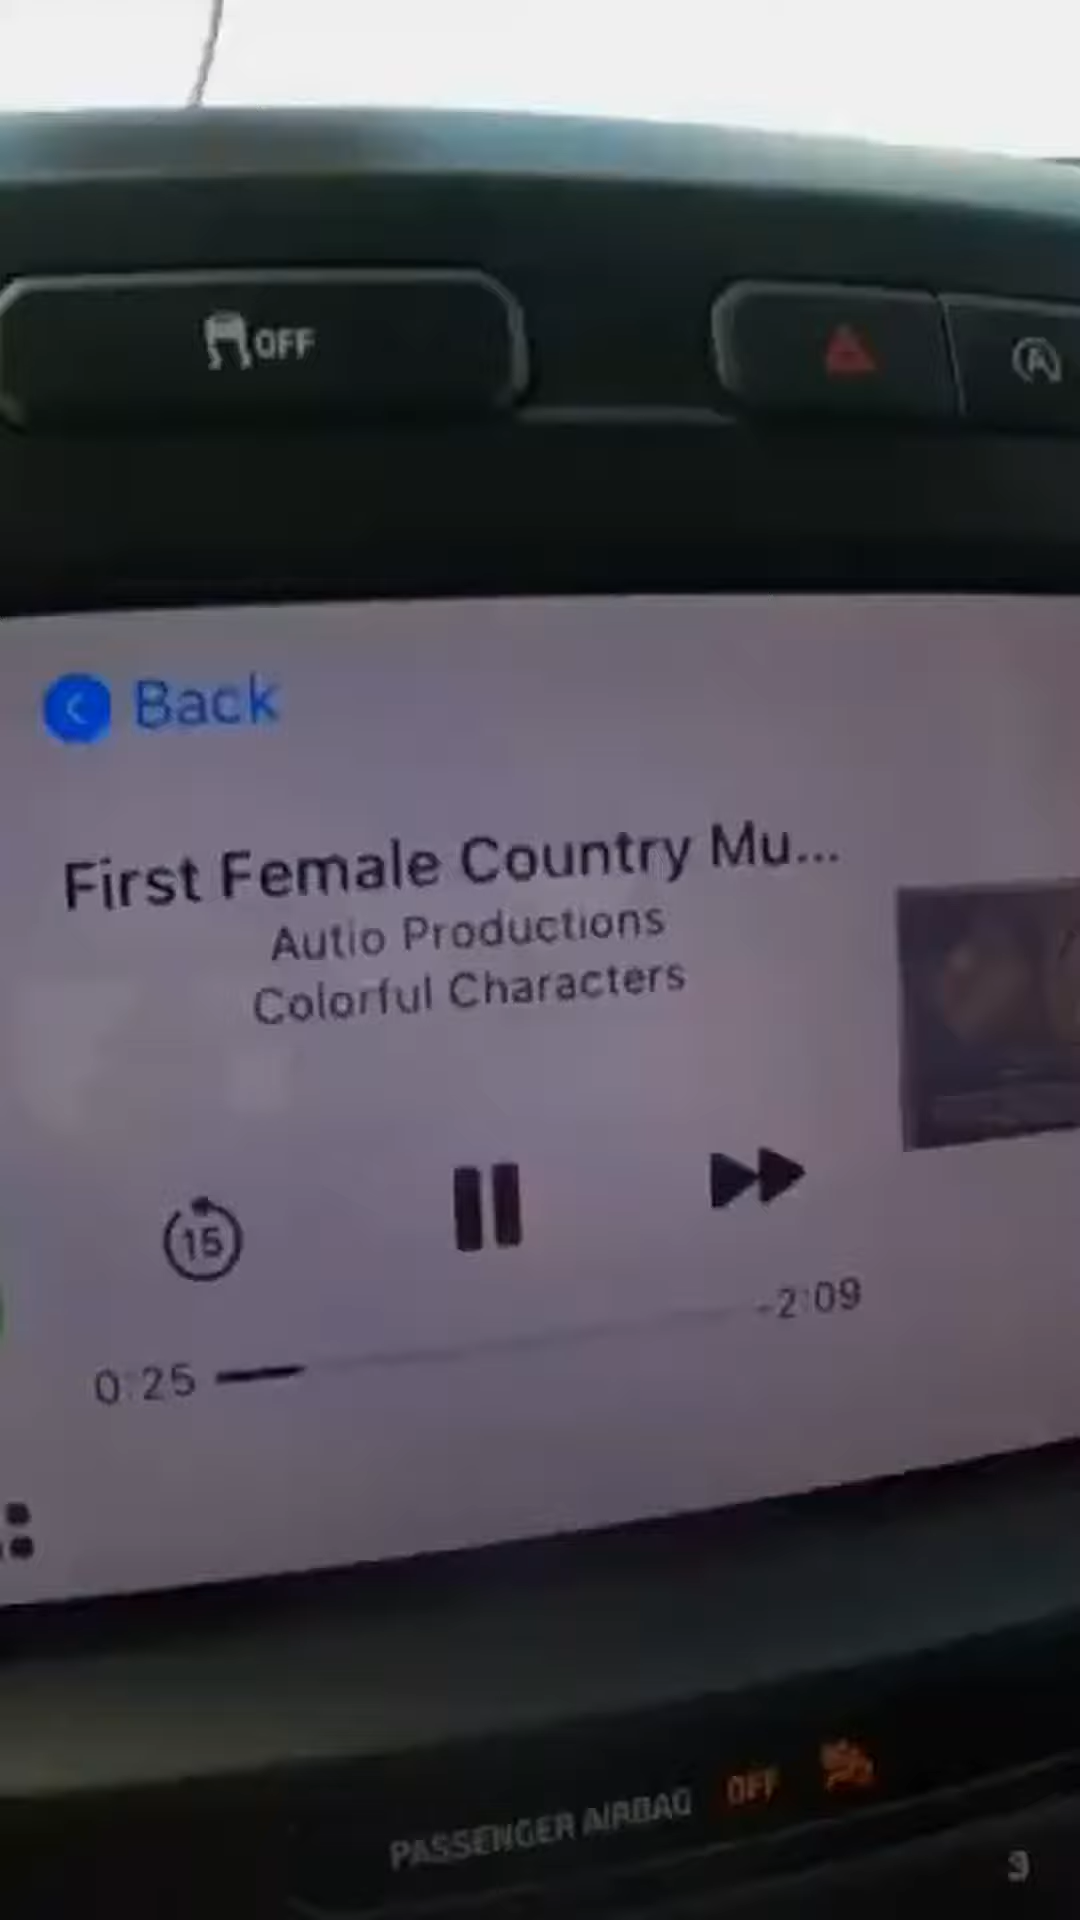 OFF
A
Back
First Female Country Mu...
Autio Productions
Colorful Characters
15
-2:09
0:25
PASSENGER AIRBAG OFF